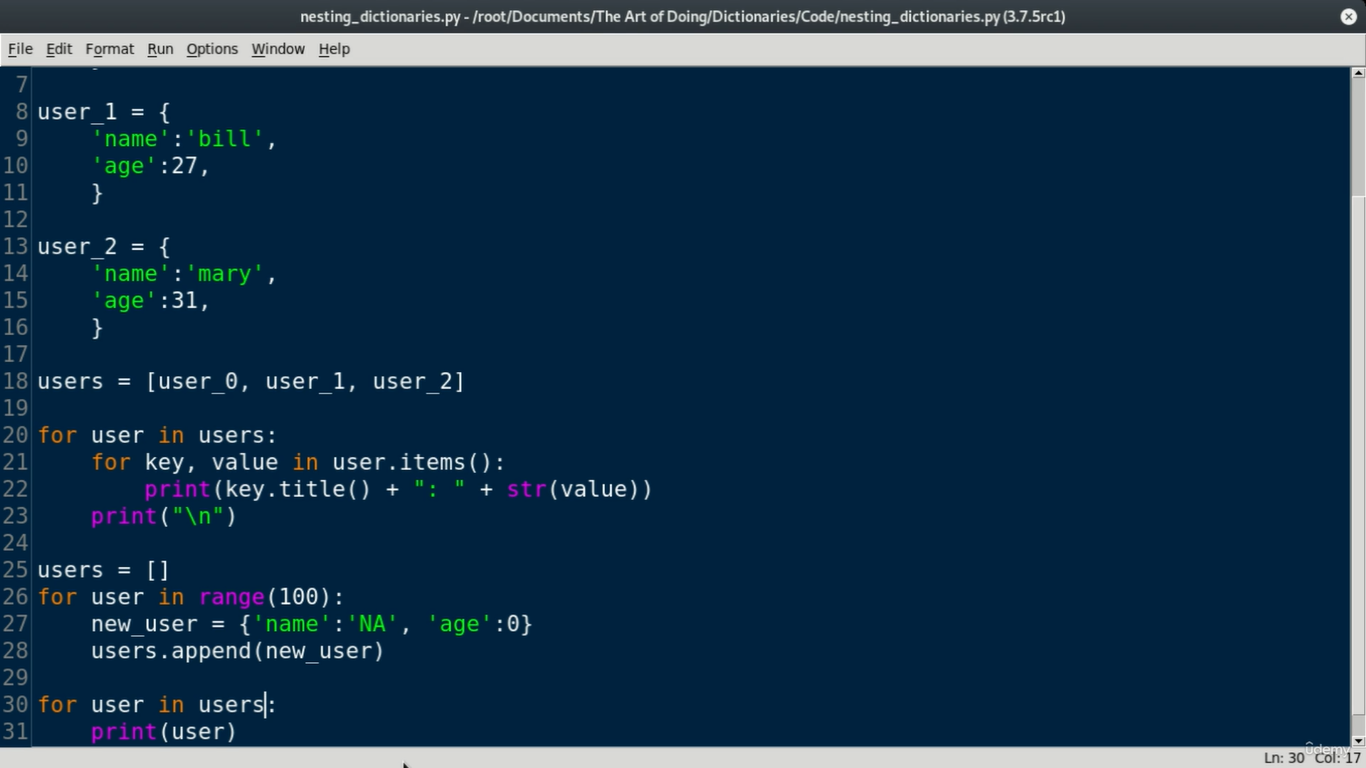 nesting_dictionaries.py - /root/Documents/The Art of Doing/Dictionaries/Code/nesting_dictionaries.py (3.7.5rc1)
File Edit Format Run Options Window Help
7
8 user_1 = {
9     'name':'bill',
10     'age':27,
11     }
12
13 user_2 = {
14     'name':'mary',
15     'age':31,
16     }
17
18 users = [user_0, user_1, user_2]
19
20 for user in users:
21     for key, value in user.items():
22         print(key.title() + ": " + str(value))
23     print("\n")
24
25 users = []
26 for user in range(100):
27     new_user = {'name':'NA', 'age':0}
28     users.append(new_user)
29
30 for user in users:
31     print(user)
ûdemy
Ln: 30 Col: 17